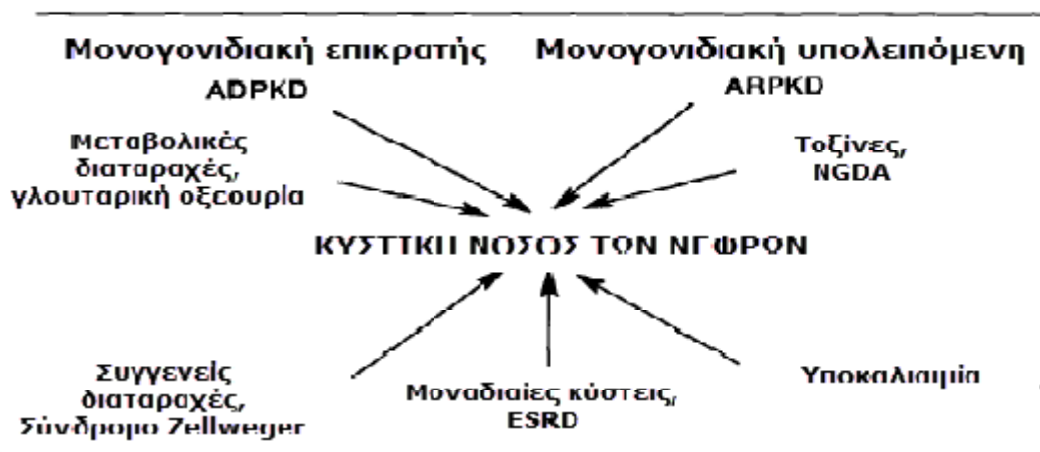 Μονογονιδιακή επικρατής
ADPKD
Μονογονιδιακή υπολειπόμενη
ARPKD
Μεταβολικές
διαταραχές,
γλουταρική οξεουρία
Τοξίνες,
NGDA
ΚΥΣΤΙΚΗ ΝΟΣΟΣ ΤΩΝ ΝΕΦΡΩΝ
Συγγενείς
διαταραχές,
Σύνδρομο Zellweger
Μοναδιαίες κύστεις,
ESRD
Υποκαλιαιμία